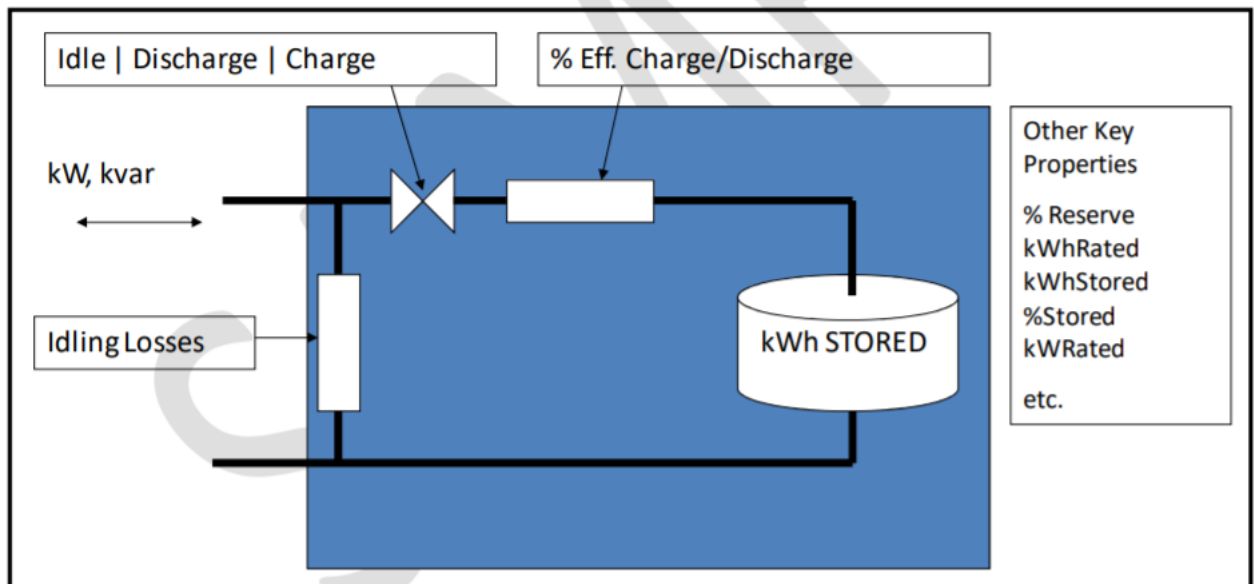 Idle | Discharge | Charge
% Eff. Charge/Discharge
kW, kvar
Idling Losses
kWh STORED
Other Key
Properties
% Reserve
kWhRated
kWhStored
%Stored
kWRated
etc.